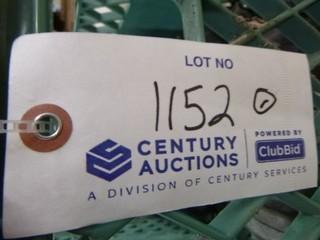 LOT NO
1152 0
CENTURY AUCTIONS
POWERED BY
ClubBid
A DIVISION OF CENTURY SERVICES